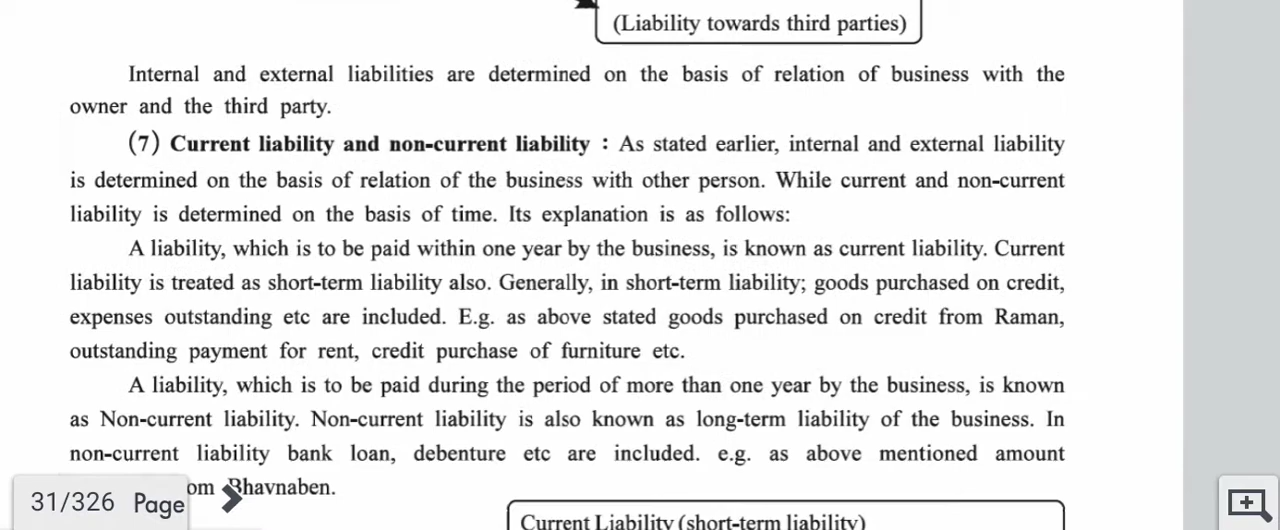 (Liability towards third parties)
Internal and external liabilities are determined on the basis of relation of business with the
owner and the third party.
(7) Current liability and non-current liability : As stated earlier, internal and external liability
is determined on the basis of relation of the business with other person. While current and non-current
liability is determined on the basis of time. Its explanation is as follows:
A liability, which is to be paid within one year by the business, is known as current liability. Current
liability is treated as short-term liability also. Generally, in short-term liability; goods purchased on credit,
expenses outstanding etc are included. E.g. as above stated goods purchased on credit from Raman,
outstanding payment for rent, credit purchase of furniture etc.
A liability, which is to be paid during the period of more than one year by the business, is known
as Non-current liability. Non-current liability is also known as long-term liability of the business. In
non-current liability bank loan, debenture etc are included. e.g. as above mentioned amount
om Bhavnaben.
31/326 Page
Current Liability (short-term liability)